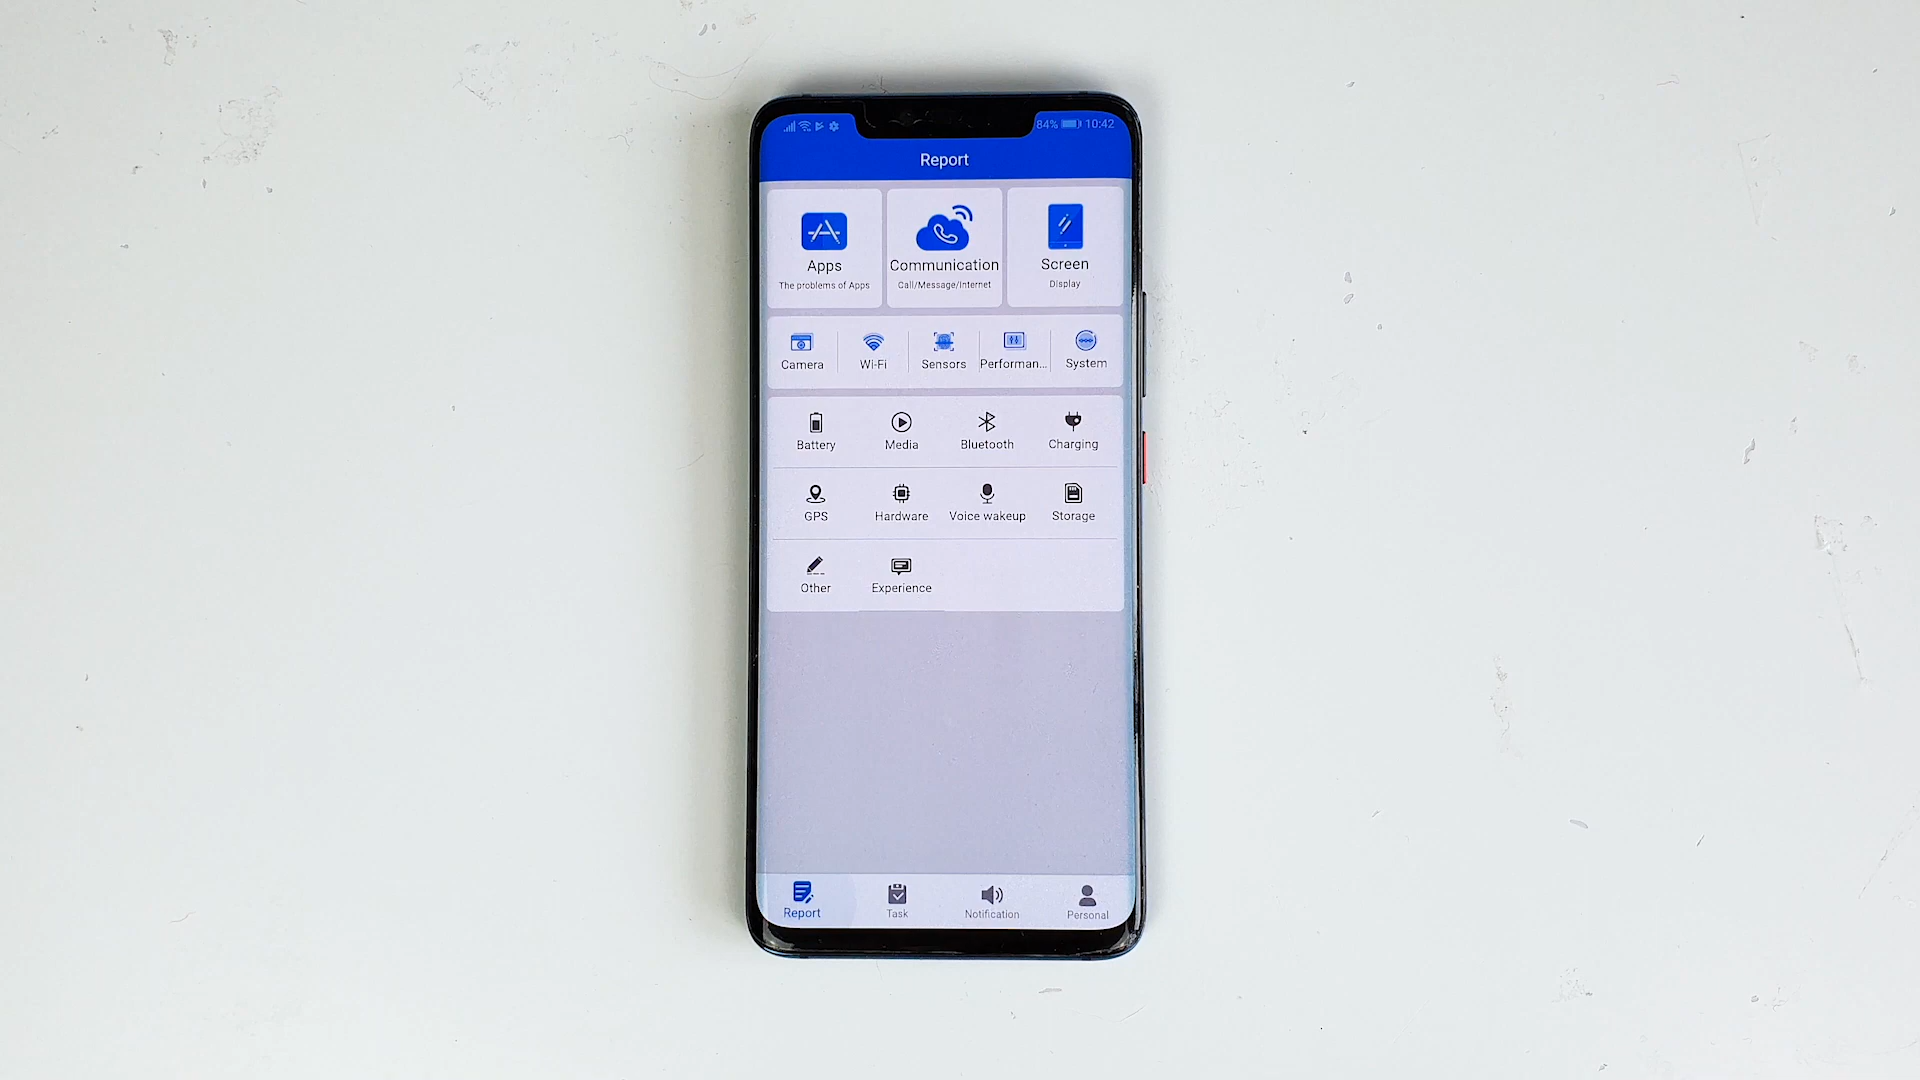 84% 10:42
Report
Apps Communication Screen
The problems of Apps Call/Message/Internet Display
Camera Wi-Fi Sensors Performan... System
Battery Media Bluetooth Charging
GPS Hardware Voice wakeup Storage
Other Experience
Report Task Notification Personal